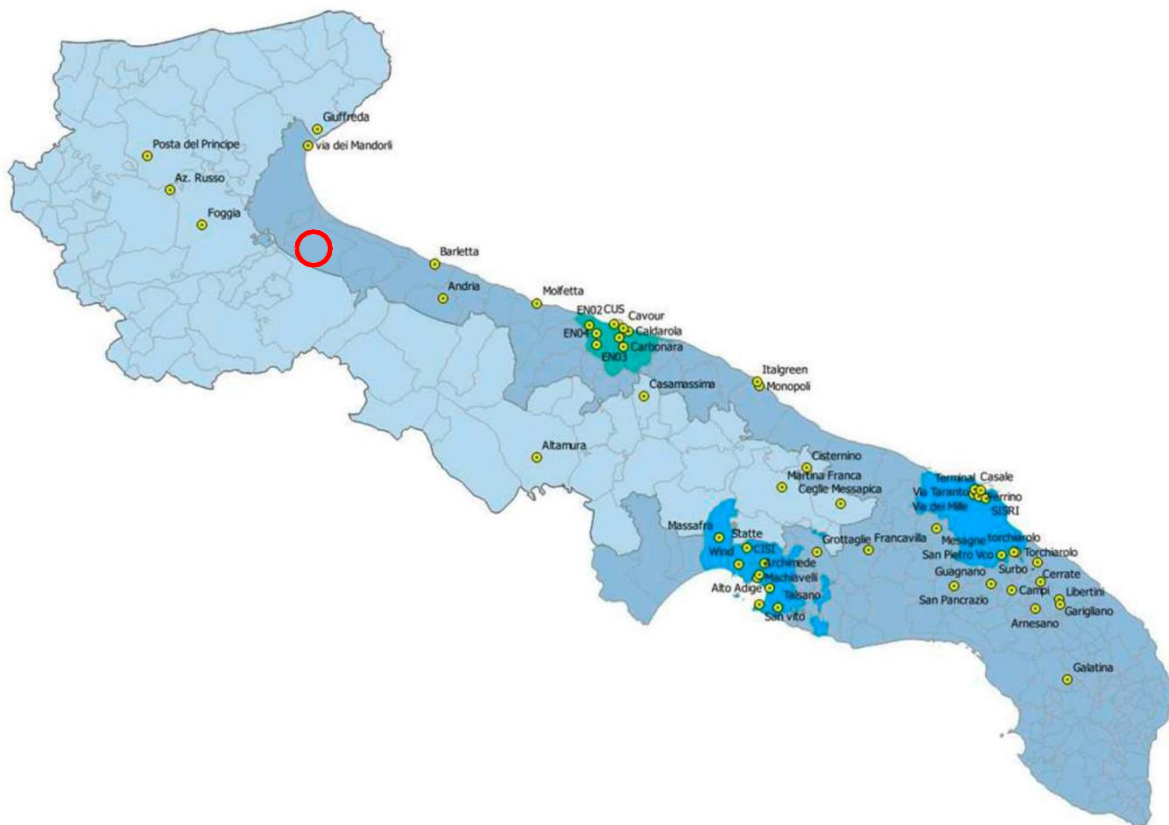 Giuffreda
via dei Mandorli
Posta del Principe
Az. Russo
Foggia
Barletta
Andria
Molfetta
EN02
CUS
Cavour
EN04
Caldarola
Carbonara
EN03
Italgreen
Monopoli
Casamassima
Altamura
Cisternino
Martina Franca
Ceglie Messapica
Terminal
Casale
Via Taranto
Perrino
Via dei Mille
SISRI
Massafra
Statte
Grottaglie
Francavilla
Mesagne
torchiarolo
Wind
CISI
San Pietro Vco
Torchiarolo
Archimede
Surbo
Machiavelli
Guagnano
Cerrate
Alto Adige
Talsano
San Pancrazio
Campi
Libertini
San vito
Garigliano
Arnesano
Galatina